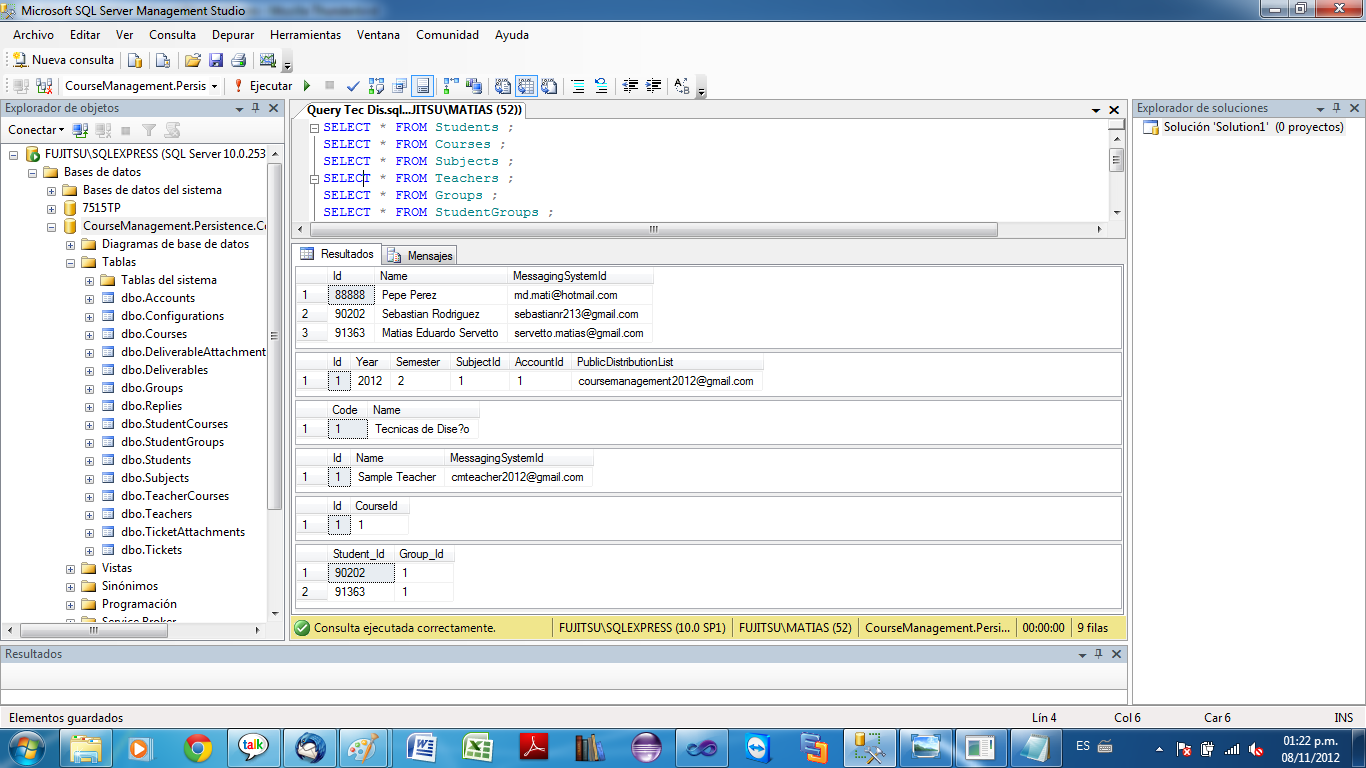 Microsoft SQL Server Management Studio
Archivo Editar Ver Consulta Depurar Herramientas Ventana Comunidad Ayuda
Nueva consulta
CourseManagement.Persis Ejecutar
Explorador de objetos
Conectar
FUJITSU\SQLEXPRESS (SQL Server 10.0.253
Bases de datos
Bases de datos del sistema
7515TP
CourseManagement.Persistence.Co
Diagramas de base de datos
Tablas
Tablas del sistema
dbo.Accounts
dbo.Configurations
dbo.Courses
dbo.DeliverableAttachment
dbo.Deliverables
dbo.Groups
dbo.Replies
dbo.StudentCourses
dbo.StudentGroups
dbo.Students
dbo.Subjects
dbo.TeacherCourses
dbo.Teachers
dbo.TicketAttachments
dbo.Tickets
Vistas
Sinónimos
Programación
Service Broker
Query Tec Dis.sql...JITSU\MATIAS (52))
SELECT * FROM Students ;
SELECT * FROM Courses ;
SELECT * FROM Subjects ;
SELECT * FROM Teachers ;
SELECT * FROM Groups ;
SELECT * FROM StudentGroups ;
Resultados Mensajes
Id Name MessagingSystemId
1 88888 Pepe Perez md.mati@hotmail.com
2 90202 Sebastian Rodriguez sebastianr213@gmail.com
3 91363 Matias Eduardo Servetto servetto.matias@gmail.com
Id Year Semester SubjectId AccountId PublicDistributionList
1 1 2012 2 1 1 coursemanagement2012@gmail.com
Code Name
1 1 Tecnicas de Dise?o
Id Name MessagingSystemId
1 1 Sample Teacher cmteacher2012@gmail.com
Id CourseId
1 1 1
Student_Id Group_Id
1 90202 1
2 91363 1
Consulta ejecutada correctamente. FUJITSU\SQLEXPRESS (10.0 SP1) FUJITSU\MATIAS (52) CourseManagement.Persi... 00:00:00 9 filas
Explorador de soluciones
Solución 'Solution1' (0 proyectos)
Resultados
Elementos guardados Lín 4 Col 6 Car 6 INS
talk
ES
01:22 p.m.
08/11/2012